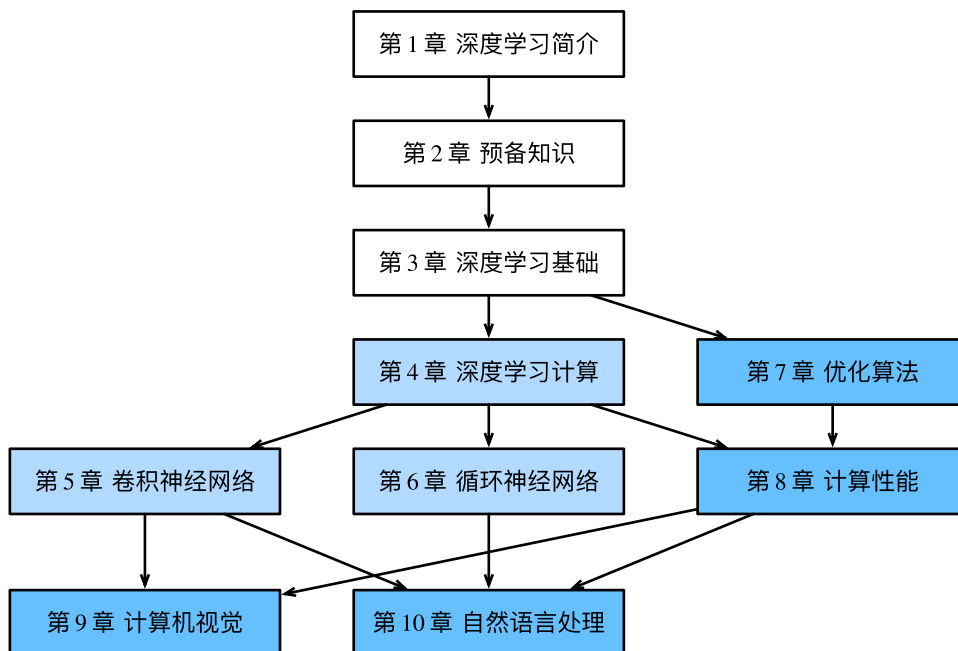 第1章 深度学习简介
第2章 预备知识
第3章 深度学习基础
第4章 深度学习计算
第7章 优化算法
第5章 卷积神经网络
第6章 循环神经网络
第8章 计算性能
第9章 计算机视觉
第10章 自然语言处理